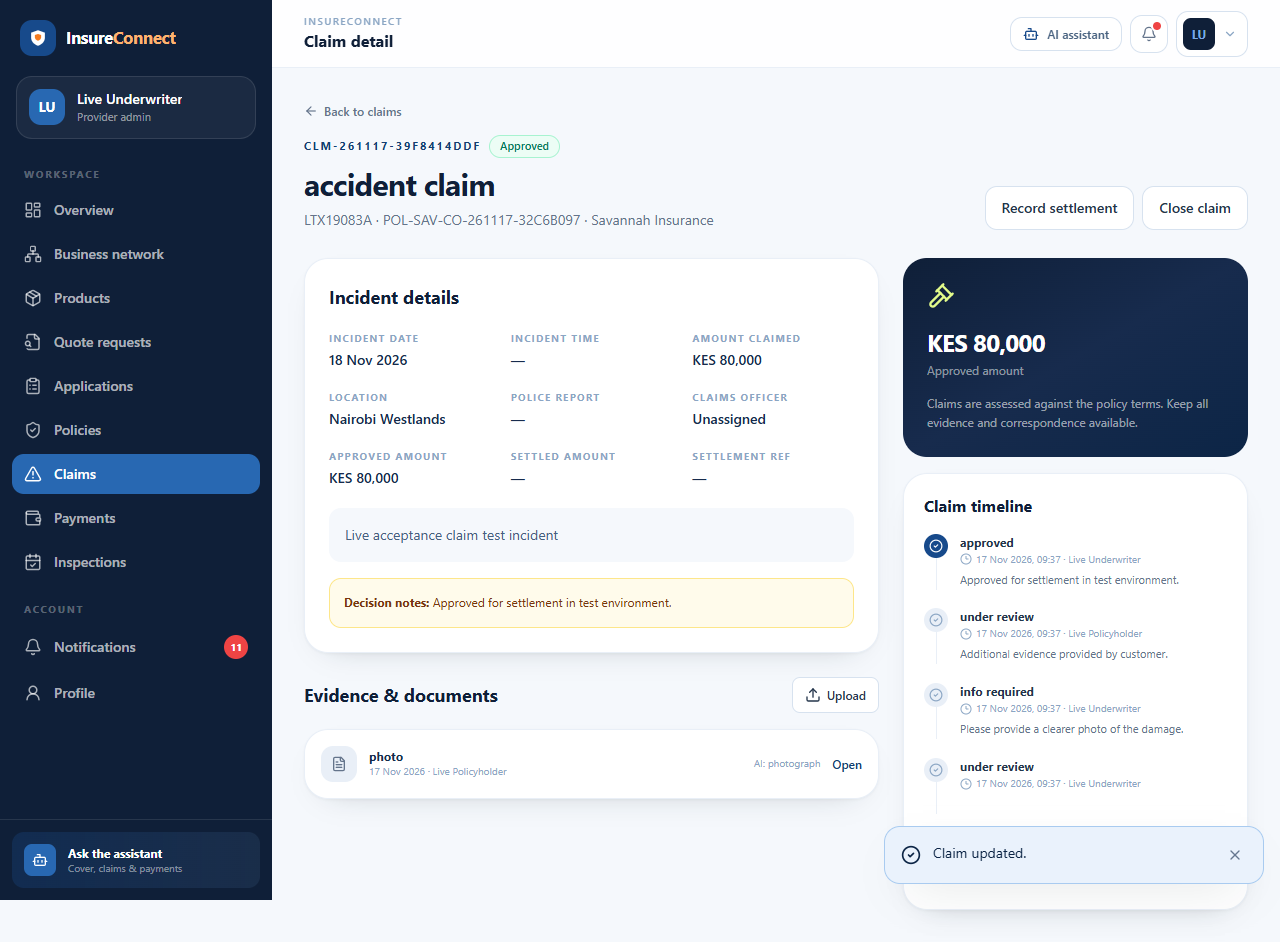 InsureConnect
LU
Live Underwriter
Provider admin
WORKSPACE
Overview
Business network
Products
Quote requests
Applications
Policies
Claims
Payments
Inspections
ACCOUNT
Notifications
11
Profile
Ask the assistant
Cover, claims & payments
INSURECONNECT
Claim detail
AI assistant
LU
Back to claims
CLM-261117-39F8414DDF
Approved
accident claim
LTX19083A · POL-SAV-CO-261117-32C6B097 · Savannah Insurance
Record settlement
Close claim
Incident details
INCIDENT DATE
18 Nov 2026
INCIDENT TIME
—
AMOUNT CLAIMED
KES 80,000
LOCATION
Nairobi Westlands
POLICE REPORT
—
CLAIMS OFFICER
Unassigned
APPROVED AMOUNT
KES 80,000
SETTLED AMOUNT
—
SETTLEMENT REF
—
Live acceptance claim test incident
Decision notes: Approved for settlement in test environment.
Evidence & documents
Upload
photo
17 Nov 2026 · Live Policyholder
AI: photograph
Open
KES 80,000
Approved amount
Claims are assessed against the policy terms. Keep all
evidence and correspondence available.
Claim timeline
approved
17 Nov 2026, 09:37 · Live Underwriter
Approved for settlement in test environment.
under review
17 Nov 2026, 09:37 · Live Policyholder
Additional evidence provided by customer.
info required
17 Nov 2026, 09:37 · Live Underwriter
Please provide a clearer photo of the damage.
under review
17 Nov 2026, 09:37 · Live Underwriter
Claim updated.